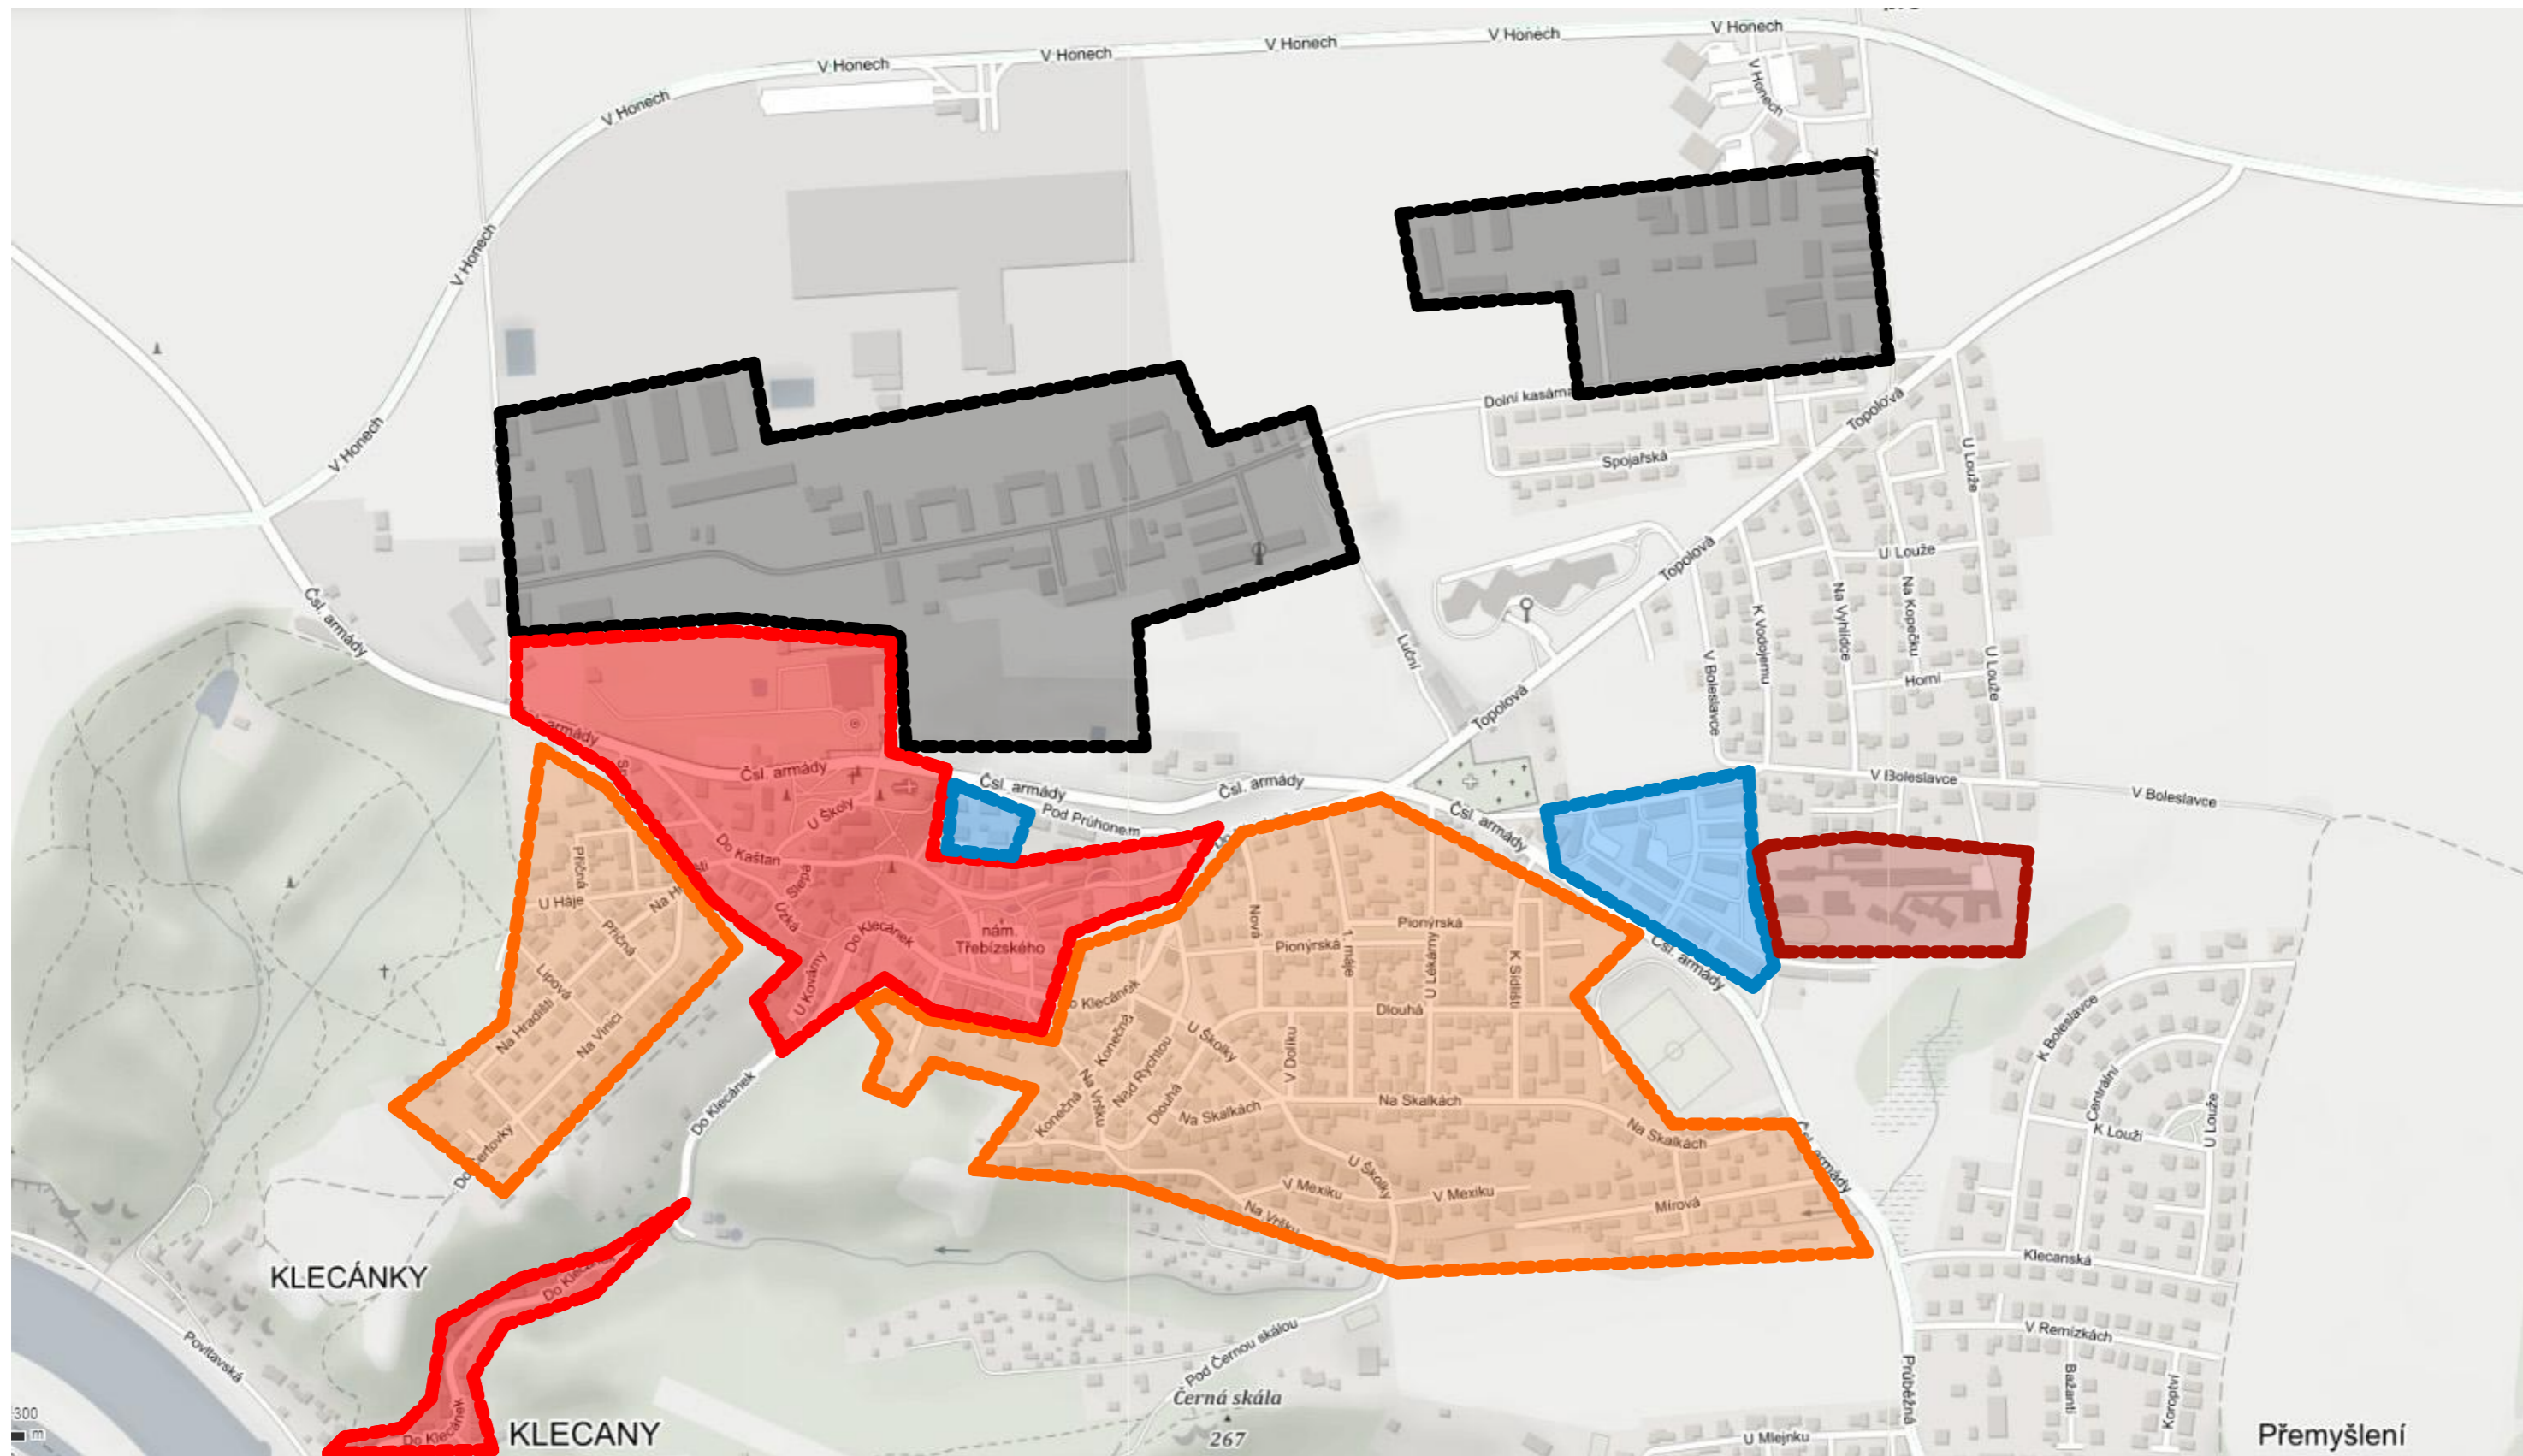 V Honech
V Honech
V Honech
V Honech
V Honech
V Honech
V Honech
V Honech
V Honech
Dolní kasárna
Topolová
Spojařská
U Louže
Topolová
U Louže
Na Vyhlídce
Na Kopečku
K Vodojemu
V Boleslavce
Luční
Horní
U Louže
Topolová
Čsl. armády
armády
Čsl. armády
Čsl. armády
Čsl. armády
Čsl. armády
V Boleslavce
V Boleslavce
Pod Průhonem
U Školy
Do Kaštan
Slepá
Úzká
Příčná
U Háje
Příčná
Lipová
Na Hradišti
Na Vinici
U Kovárny
Do Klecánek
nám.
Třebízského
Nová
Pionýrská
Pionýrská
1. máje
U Lékárny
K Sídlišti
Čsl. armády
Dlouhá
Klecánek
Konečná
U Školky
V Dolíku
Nad Rychtou
Na Vršku
Dlouhá
Konečná
Na Skalkách
Na Skalkách
Na Skalkách
Do Klecánek
U Školky
V Mexiku
V Mexiku
Na Vršku
Mírová
armády
K Boleslavce
Centrální
K Louži
U Louže
Klecanská
V Remízkách
Průběžná
Bažantí
Koroptví
U Mlejnku
KLECÁNKY
Povltavská
Do Klecánek
KLECANY
Pod Černou skálou
Černá skála
267
Přemyšlení
300
m